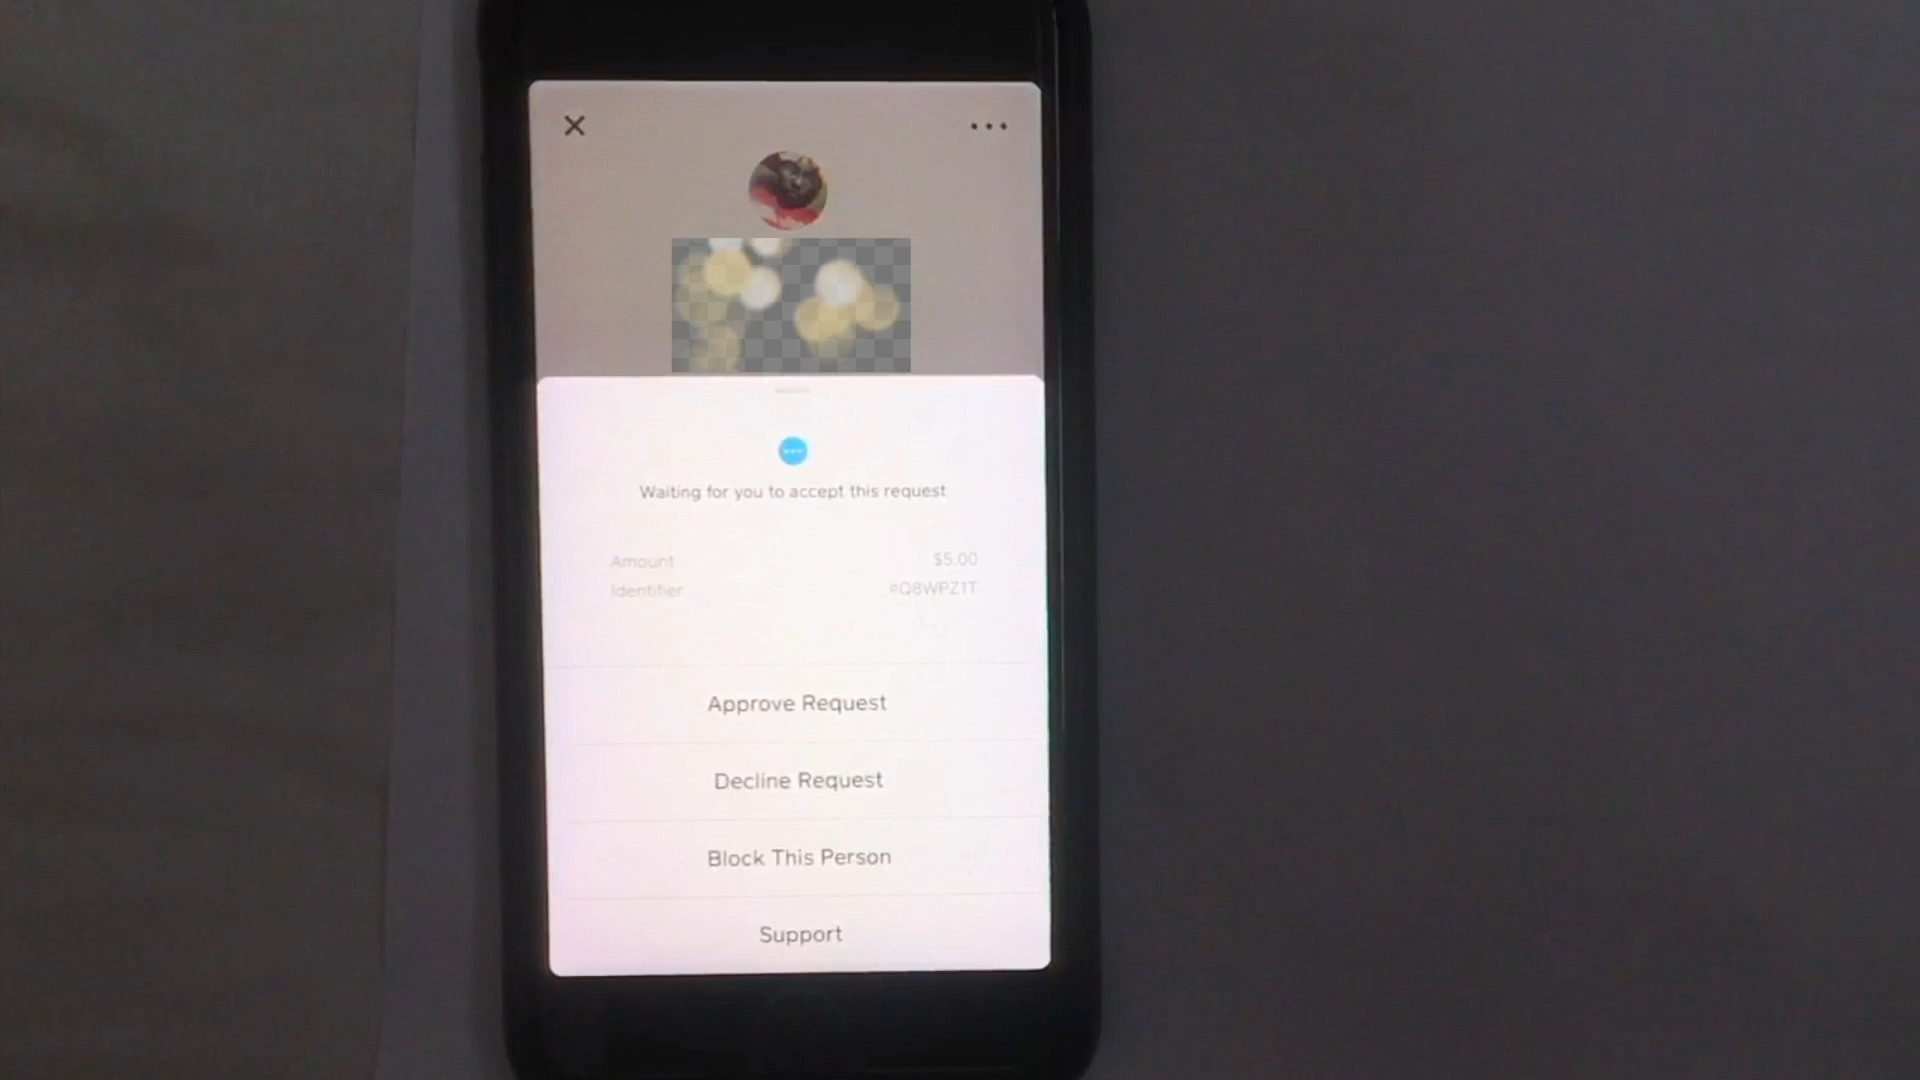 Waiting for you to accept this request
Amount $5.00
Identifier #Q8WPZ1T
Approve Request
Decline Request
Block This Person
Support